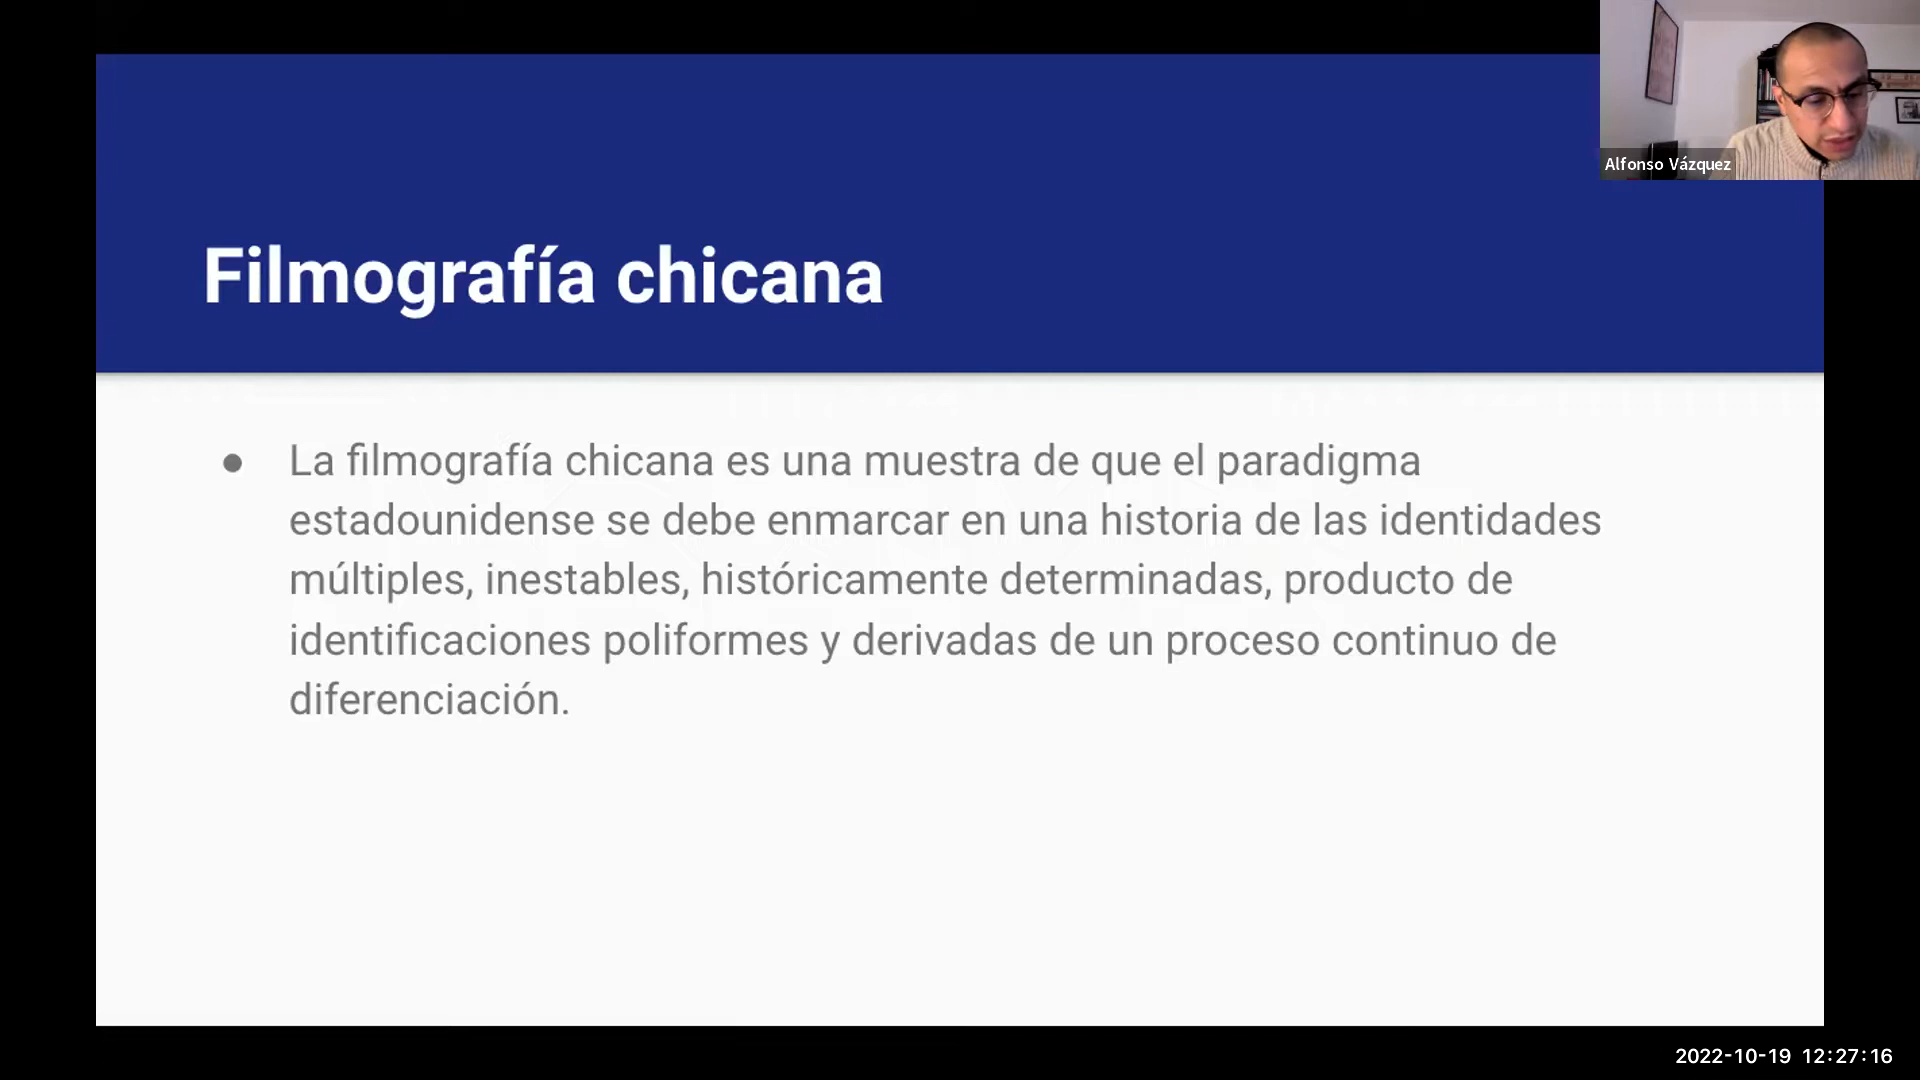 Alfonso Vázquez
Filmografía chicana
● La filmografía chicana es una muestra de que el paradigma
estadounidense se debe enmarcar en una historia de las identidades
múltiples, inestables, históricamente determinadas, producto de
identificaciones poliformes y derivadas de un proceso continuo de
diferenciación.
2022-10-19 12:27:16